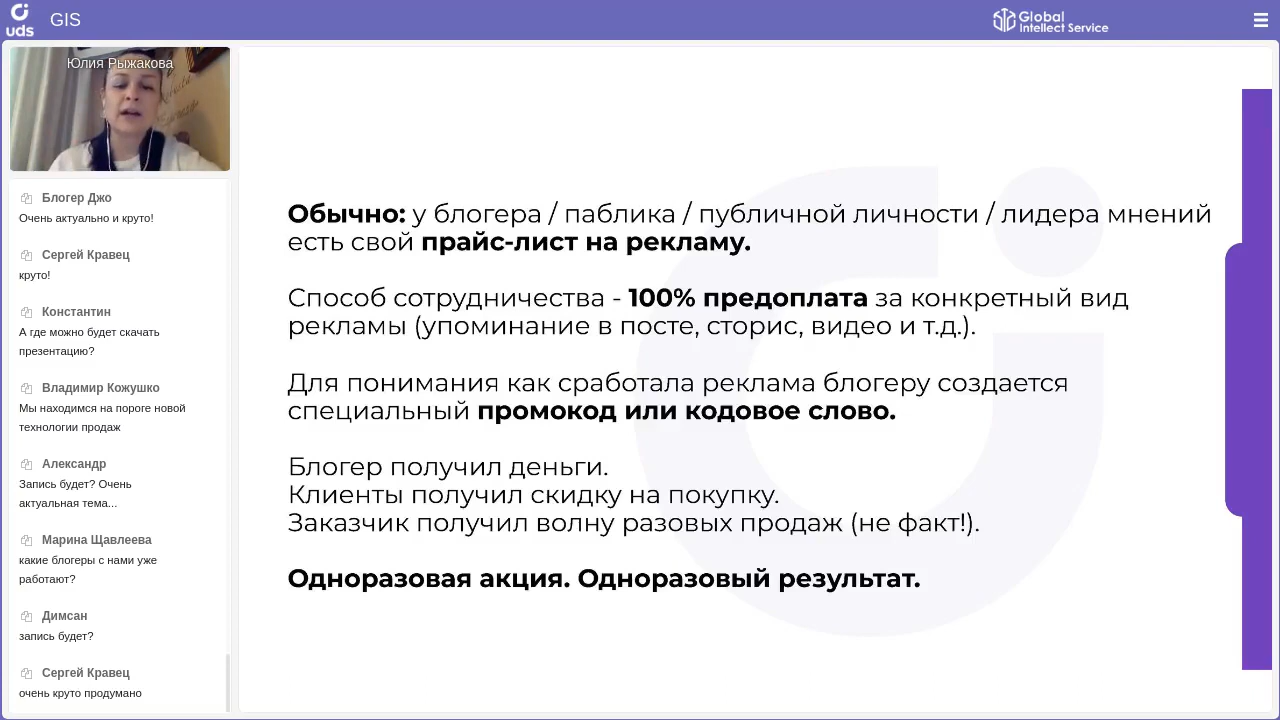 uds
GIS
Global
Intellect Service
Юлия Рыжакова
Блогер Джо
Очень актуально и круто!
Сергей Кравец
круто!
Константин
А где можно будет скачать
презентацию?
Владимир Кожушко
Мы находимся на пороге новой
технологии продаж
Александр
Запись будет? Очень
актуальная тема...
Марина Щавлеева
какие блогеры с нами уже
работают?
Димсан
запись будет?
Сергей Кравец
очень круто продумано
Обычно: у блогера / паблика / публичной личности / лидера мнений
есть свой прайс-лист на рекламу.
Способ сотрудничества - 100% предоплата за конкретный вид
рекламы (упоминание в посте, сторис, видео и т.д.).
Для понимания как сработала реклама блогеру создается
специальный промокод или кодовое слово.
Блогер получил деньги.
Клиенты получил скидку на покупку.
Заказчик получил волну разовых продаж (не факт!).
Одноразовая акция. Одноразовый результат.